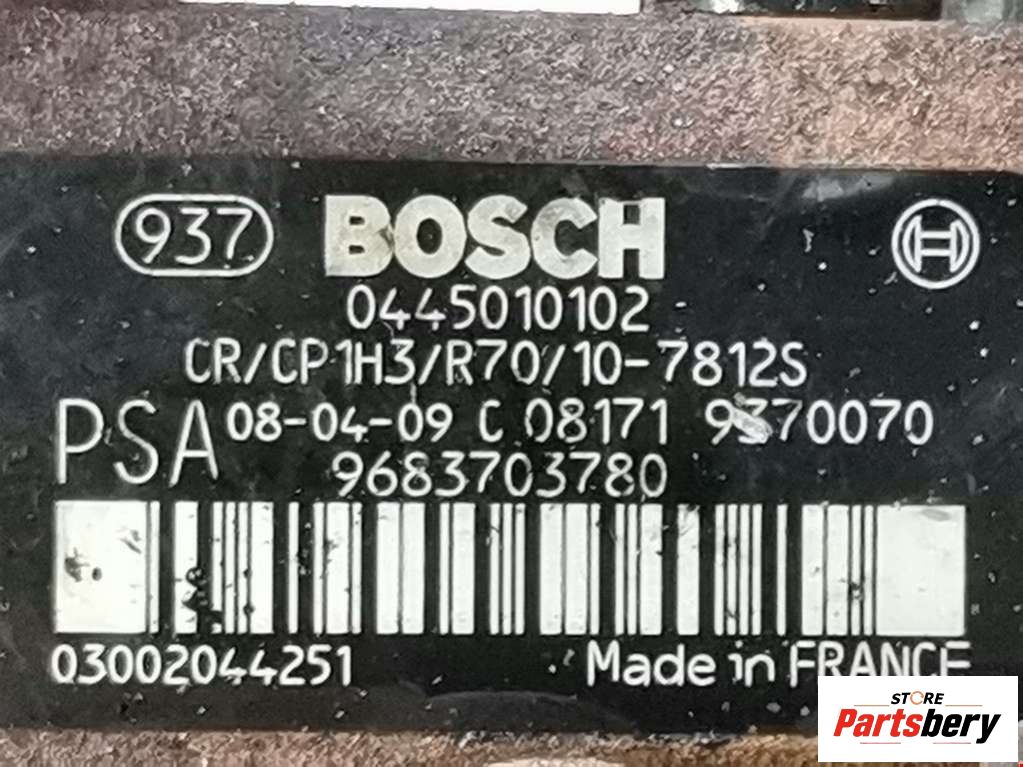 937 BOSCH
0445010102
CR/CP1H3/R70/10-7812S
PSA 08-04-09 C 08171 9370070
9683703780
03002044251 Made in FRANCE
STORE
Partsbery